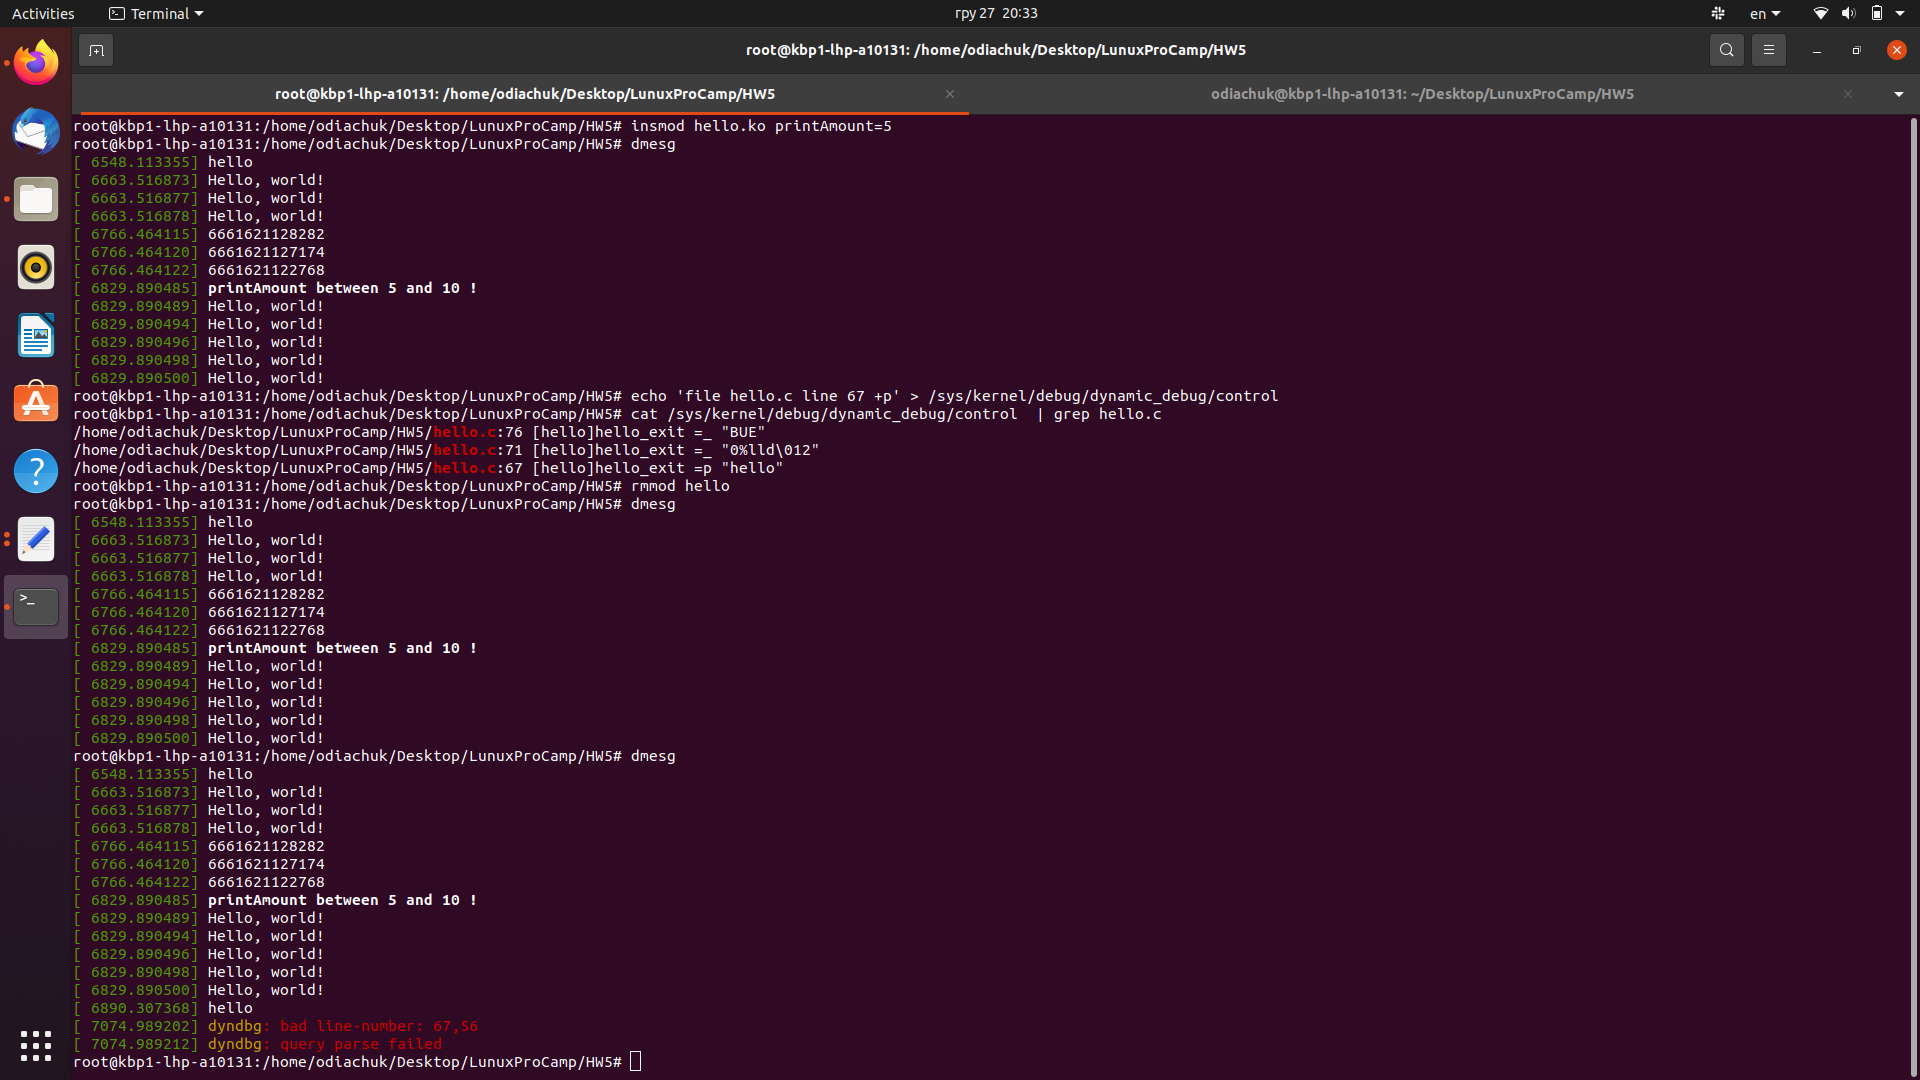 Activities
Terminal
гру 27 20:33
en
root@kbp1-lhp-a10131: /home/odiachuk/Desktop/LunuxProCamp/HW5
root@kbp1-lhp-a10131: /home/odiachuk/Desktop/LunuxProCamp/HW5
odiachuk@kbp1-lhp-a10131: ~/Desktop/LunuxProCamp/HW5
root@kbp1-lhp-a10131:/home/odiachuk/Desktop/LunuxProCamp/HW5# insmod hello.ko printAmount=5
root@kbp1-lhp-a10131:/home/odiachuk/Desktop/LunuxProCamp/HW5# dmesg
[ 6548.113355] hello
[ 6663.516873] Hello, world!
[ 6663.516877] Hello, world!
[ 6663.516878] Hello, world!
[ 6766.464115] 6661621128282
[ 6766.464120] 6661621127174
[ 6766.464122] 6661621122768
[ 6829.890485] printAmount between 5 and 10 !
[ 6829.890489] Hello, world!
[ 6829.890494] Hello, world!
[ 6829.890496] Hello, world!
[ 6829.890498] Hello, world!
[ 6829.890500] Hello, world!
root@kbp1-lhp-a10131:/home/odiachuk/Desktop/LunuxProCamp/HW5# echo 'file hello.c line 67 +p' > /sys/kernel/debug/dynamic_debug/control
root@kbp1-lhp-a10131:/home/odiachuk/Desktop/LunuxProCamp/HW5# cat /sys/kernel/debug/dynamic_debug/control  | grep hello.c
/home/odiachuk/Desktop/LunuxProCamp/HW5/hello.c:76 [hello]hello_exit =_ "BUE"
/home/odiachuk/Desktop/LunuxProCamp/HW5/hello.c:71 [hello]hello_exit =_ "0%lld\012"
/home/odiachuk/Desktop/LunuxProCamp/HW5/hello.c:67 [hello]hello_exit =p "hello"
root@kbp1-lhp-a10131:/home/odiachuk/Desktop/LunuxProCamp/HW5# rmmod hello
root@kbp1-lhp-a10131:/home/odiachuk/Desktop/LunuxProCamp/HW5# dmesg
[ 6548.113355] hello
[ 6663.516873] Hello, world!
[ 6663.516877] Hello, world!
[ 6663.516878] Hello, world!
[ 6766.464115] 6661621128282
[ 6766.464120] 6661621127174
[ 6766.464122] 6661621122768
[ 6829.890485] printAmount between 5 and 10 !
[ 6829.890489] Hello, world!
[ 6829.890494] Hello, world!
[ 6829.890496] Hello, world!
[ 6829.890498] Hello, world!
[ 6829.890500] Hello, world!
root@kbp1-lhp-a10131:/home/odiachuk/Desktop/LunuxProCamp/HW5# dmesg
[ 6548.113355] hello
[ 6663.516873] Hello, world!
[ 6663.516877] Hello, world!
[ 6663.516878] Hello, world!
[ 6766.464115] 6661621128282
[ 6766.464120] 6661621127174
[ 6766.464122] 6661621122768
[ 6829.890485] printAmount between 5 and 10 !
[ 6829.890489] Hello, world!
[ 6829.890494] Hello, world!
[ 6829.890496] Hello, world!
[ 6829.890498] Hello, world!
[ 6829.890500] Hello, world!
[ 6890.307368] hello
[ 7074.989202] dyndbg: bad line-number: 67,56
[ 7074.989212] dyndbg: query parse failed
root@kbp1-lhp-a10131:/home/odiachuk/Desktop/LunuxProCamp/HW5#